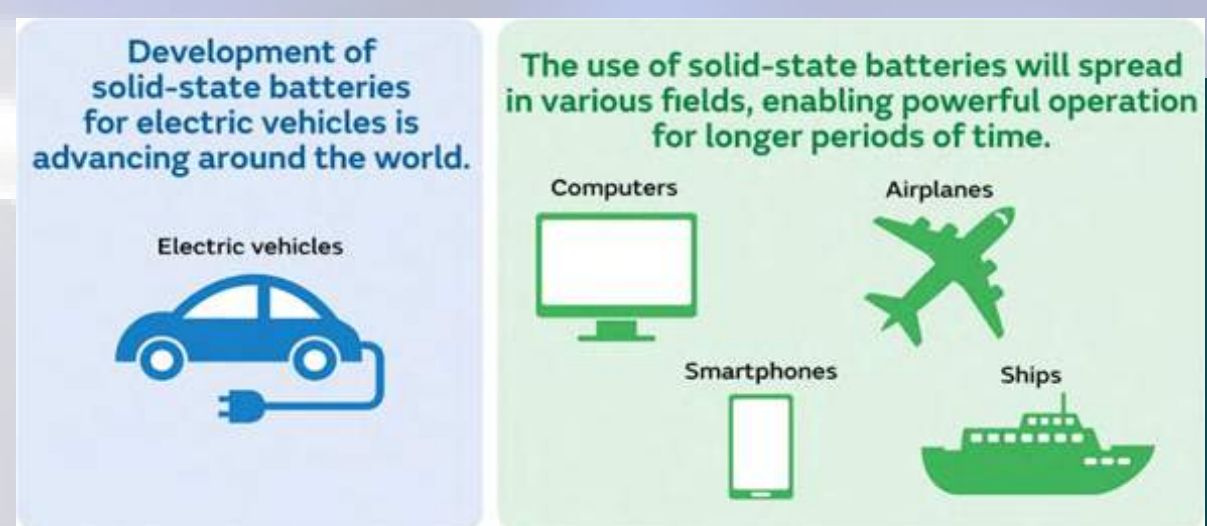 Development of
solid-state batteries
for electric vehicles is
advancing around the world.
Electric vehicles
The use of solid-state batteries will spread
in various fields, enabling powerful operation
for longer periods of time.
Computers
Airplanes
Smartphones
Ships